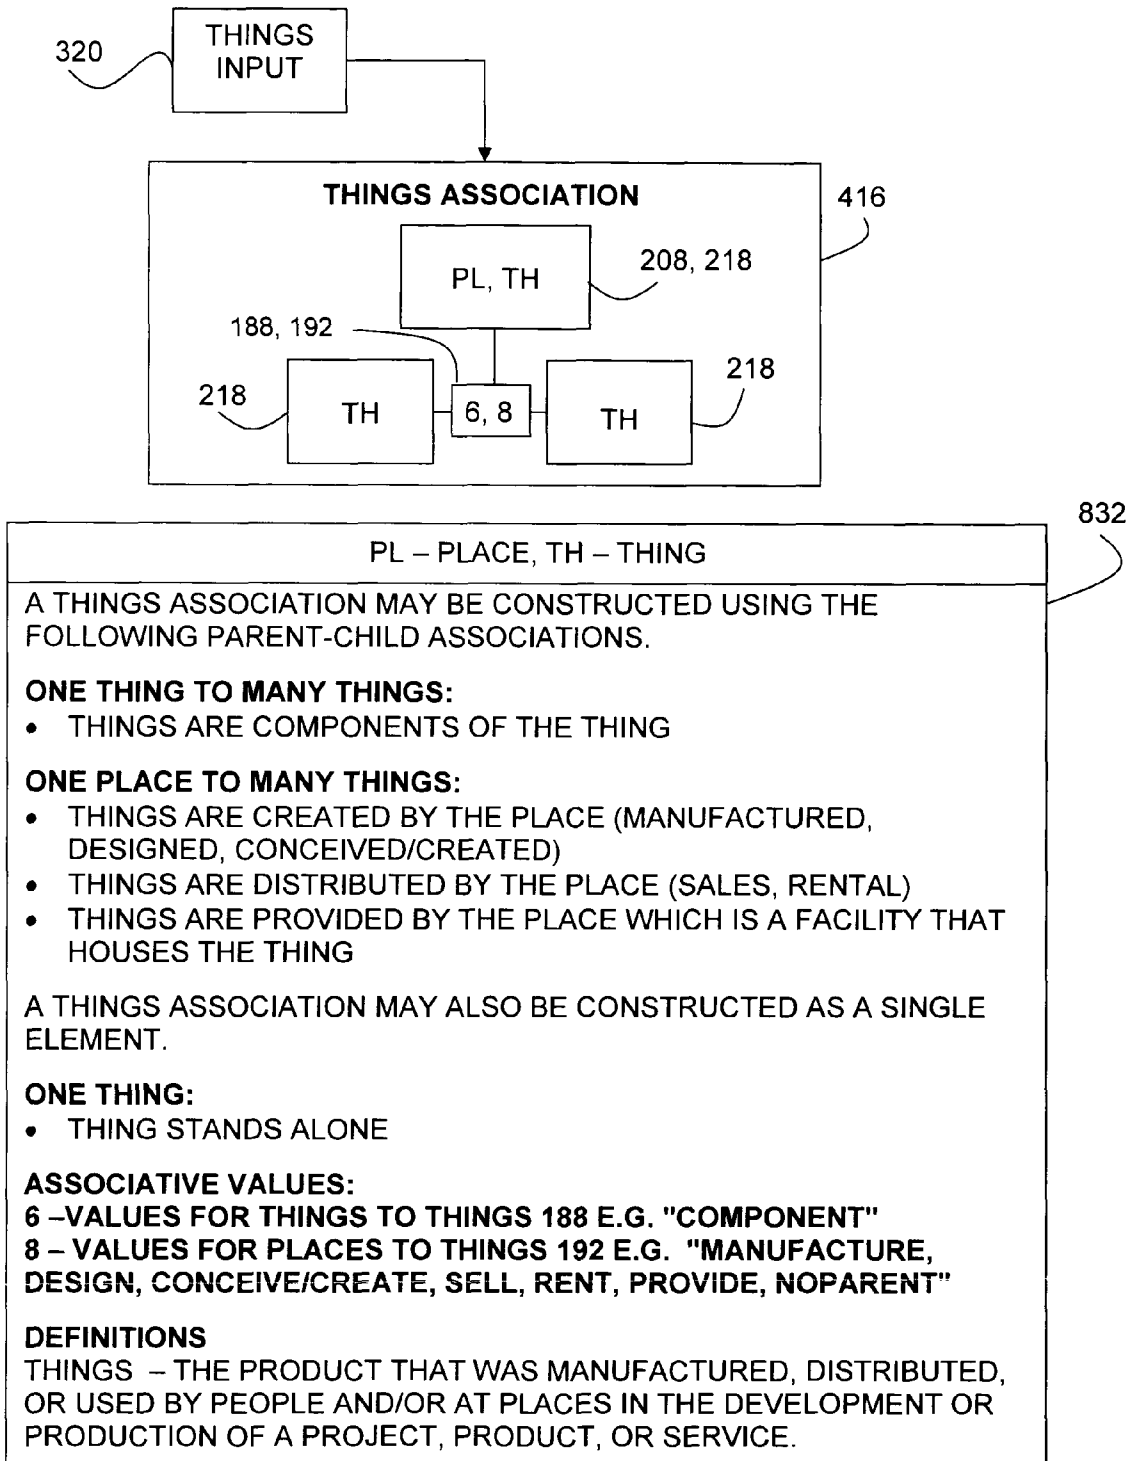 320
THINGS
INPUT
THINGS ASSOCIATION
416
PL, TH
208, 218
188, 192
218
TH
6, 8
TH
218
832
PL – PLACE, TH – THING
A THINGS ASSOCIATION MAY BE CONSTRUCTED USING THE
FOLLOWING PARENT-CHILD ASSOCIATIONS.
ONE THING TO MANY THINGS:
• THINGS ARE COMPONENTS OF THE THING
ONE PLACE TO MANY THINGS:
• THINGS ARE CREATED BY THE PLACE (MANUFACTURED,
DESIGNED, CONCEIVED/CREATED)
• THINGS ARE DISTRIBUTED BY THE PLACE (SALES, RENTAL)
• THINGS ARE PROVIDED BY THE PLACE WHICH IS A FACILITY THAT
HOUSES THE THING
A THINGS ASSOCIATION MAY ALSO BE CONSTRUCTED AS A SINGLE
ELEMENT.
ONE THING:
• THING STANDS ALONE
ASSOCIATIVE VALUES:
6 –VALUES FOR THINGS TO THINGS 188 E.G. "COMPONENT"
8 – VALUES FOR PLACES TO THINGS 192 E.G. "MANUFACTURE,
DESIGN, CONCEIVE/CREATE, SELL, RENT, PROVIDE, NOPARENT"
DEFINITIONS
THINGS – THE PRODUCT THAT WAS MANUFACTURED, DISTRIBUTED,
OR USED BY PEOPLE AND/OR AT PLACES IN THE DEVELOPMENT OR
PRODUCTION OF A PROJECT, PRODUCT, OR SERVICE.